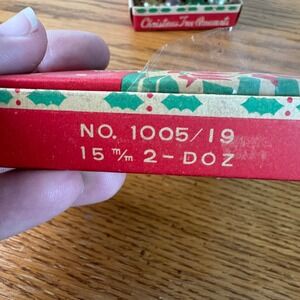 Christmas Tree Ornaments
NO. 1005/19
15 m/m 2-DOZ